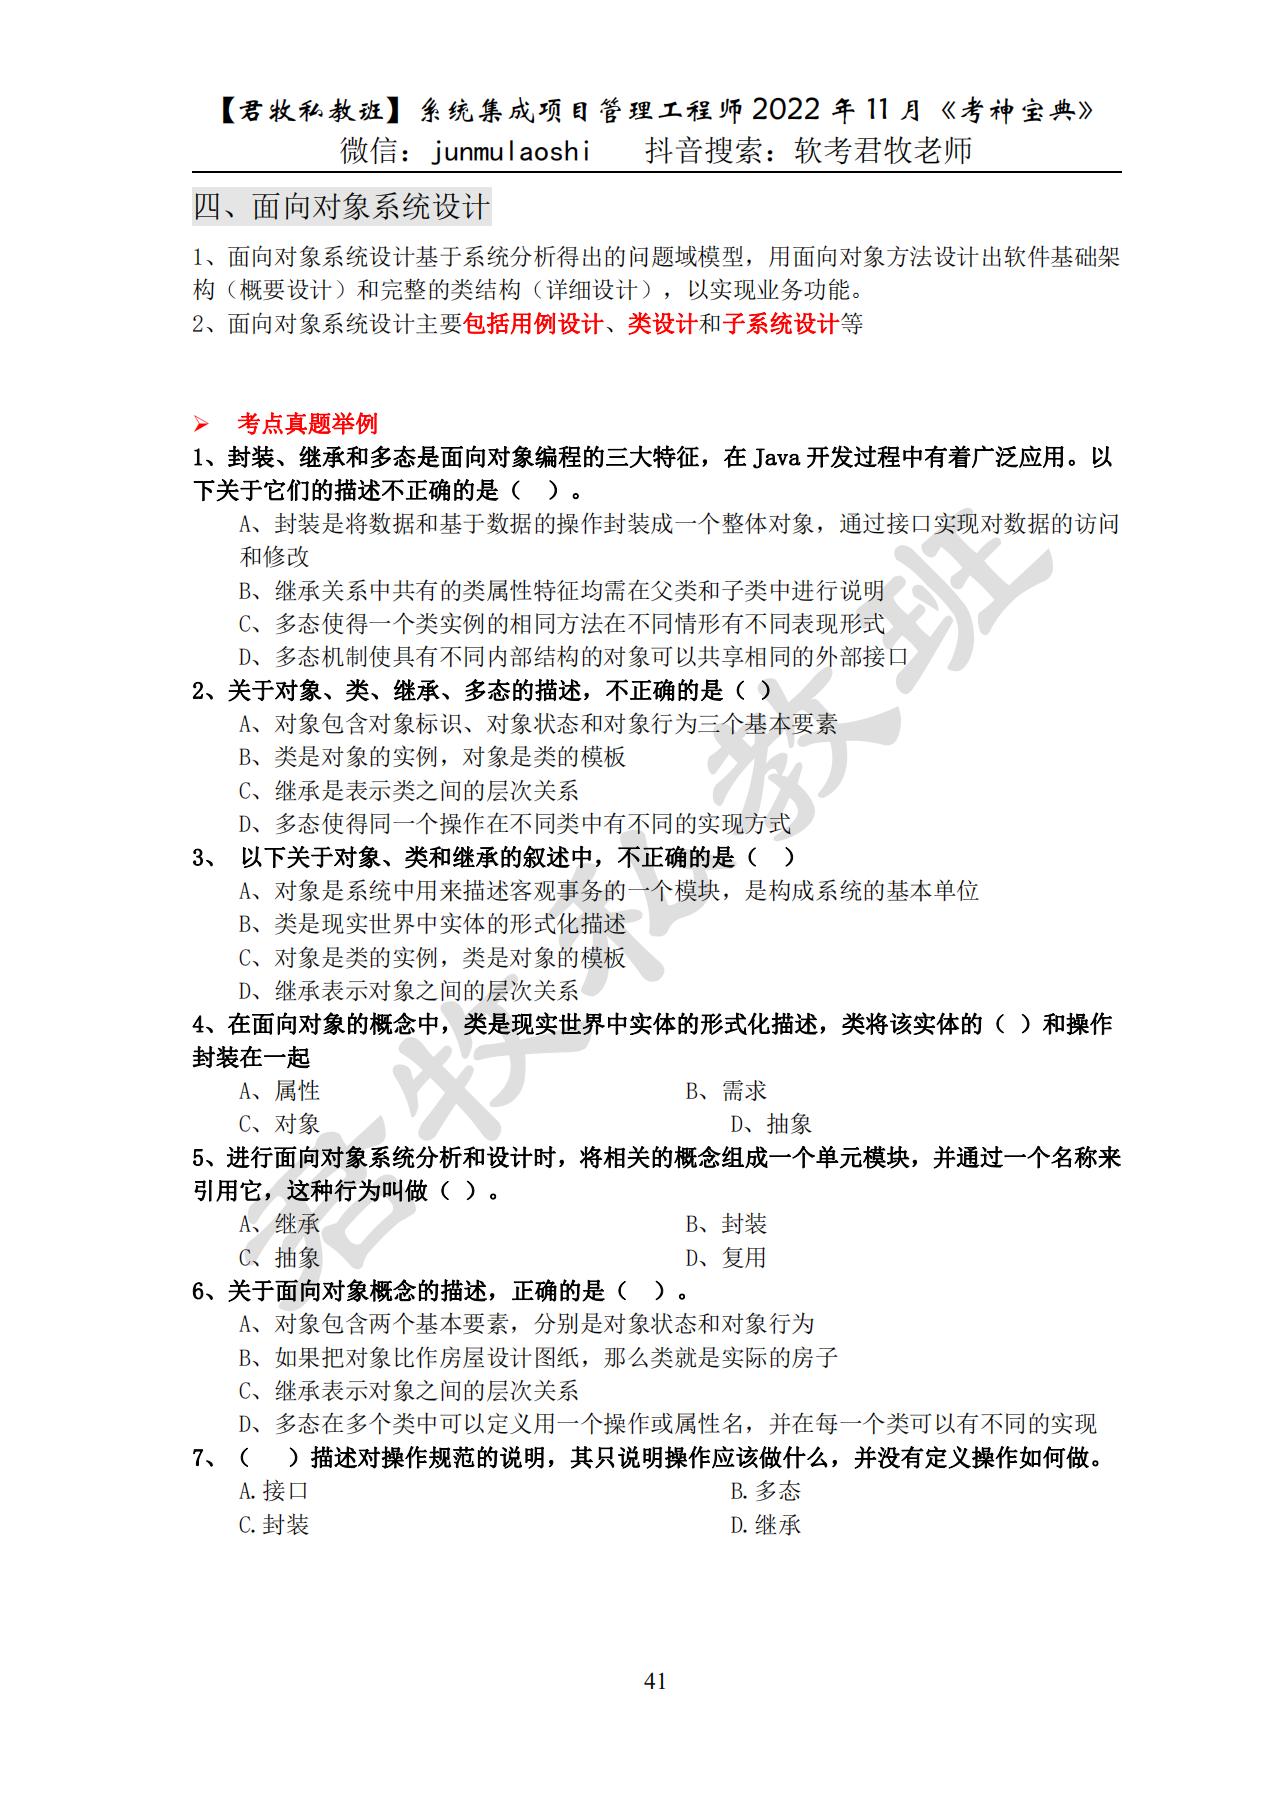 【君牧私教班】系统集成项目管理工程师 2022 年 11 月《考神宝典》
微信：junmulaoshi 抖音搜索：软考君牧老师
四、面向对象系统设计
1、面向对象系统设计基于系统分析得出的问题域模型，用面向对象方法设计出软件基础架
构（概要设计）和完整的类结构（详细设计），以实现业务功能。
2、面向对象系统设计主要包括用例设计、类设计和子系统设计等
➢ 考点真题举例
1、封装、继承和多态是面向对象编程的三大特征，在 Java 开发过程中有着广泛应用。以
下关于它们的描述不正确的是（ ）。
A、封装是将数据和基于数据的操作封装成一个整体对象，通过接口实现对数据的访问
和修改
B、继承关系中共有的类属性特征均需在父类和子类中进行说明
C、多态使得一个类实例的相同方法在不同情形有不同表现形式
D、多态机制使具有不同内部结构的对象可以共享相同的外部接口
2、关于对象、类、继承、多态的描述，不正确的是（ ）
A、对象包含对象标识、对象状态和对象行为三个基本要素
B、类是对象的实例，对象是类的模板
C、继承是表示类之间的层次关系
D、多态使得同一个操作在不同类中有不同的实现方式
3、 以下关于对象、类和继承的叙述中，不正确的是（ ）
A、对象是系统中用来描述客观事务的一个模块，是构成系统的基本单位
B、类是现实世界中实体的形式化描述
C、对象是类的实例，类是对象的模板
D、继承表示对象之间的层次关系
4、在面向对象的概念中，类是现实世界中实体的形式化描述，类将该实体的（ ）和操作
封装在一起
A、属性 B、需求
C、对象 D、抽象
5、进行面向对象系统分析和设计时，将相关的概念组成一个单元模块，并通过一个名称来
引用它，这种行为叫做（ ）。
A、继承 B、封装
C、抽象 D、复用
6、关于面向对象概念的描述，正确的是（ ）。
A、对象包含两个基本要素，分别是对象状态和对象行为
B、如果把对象比作房屋设计图纸，那么类就是实际的房子
C、继承表示对象之间的层次关系
D、多态在多个类中可以定义用一个操作或属性名，并在每一个类可以有不同的实现
7、（ ）描述对操作规范的说明，其只说明操作应该做什么，并没有定义操作如何做。
A.接口 B.多态
C.封装 D.继承
41
君牧私教班